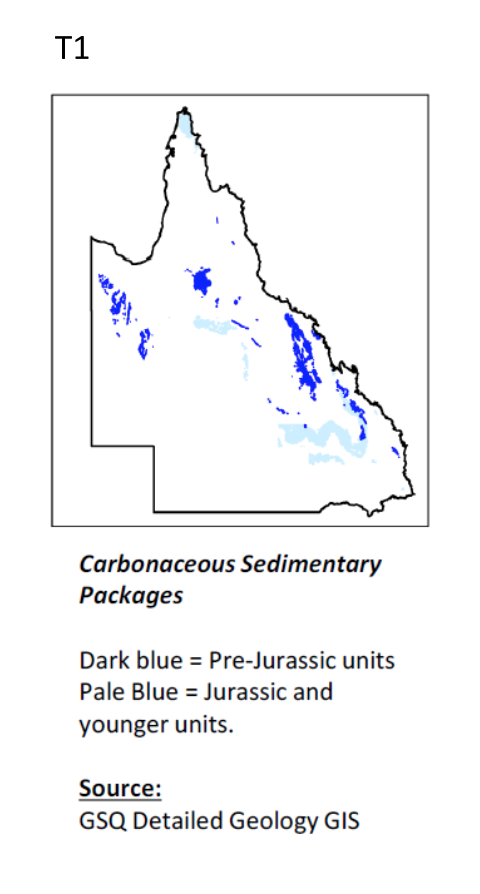 T1
Carbonaceous Sedimentary
Packages
Dark blue = Pre-Jurassic units
Pale Blue = Jurassic and
younger units.
Source:
GSQ Detailed Geology GIS